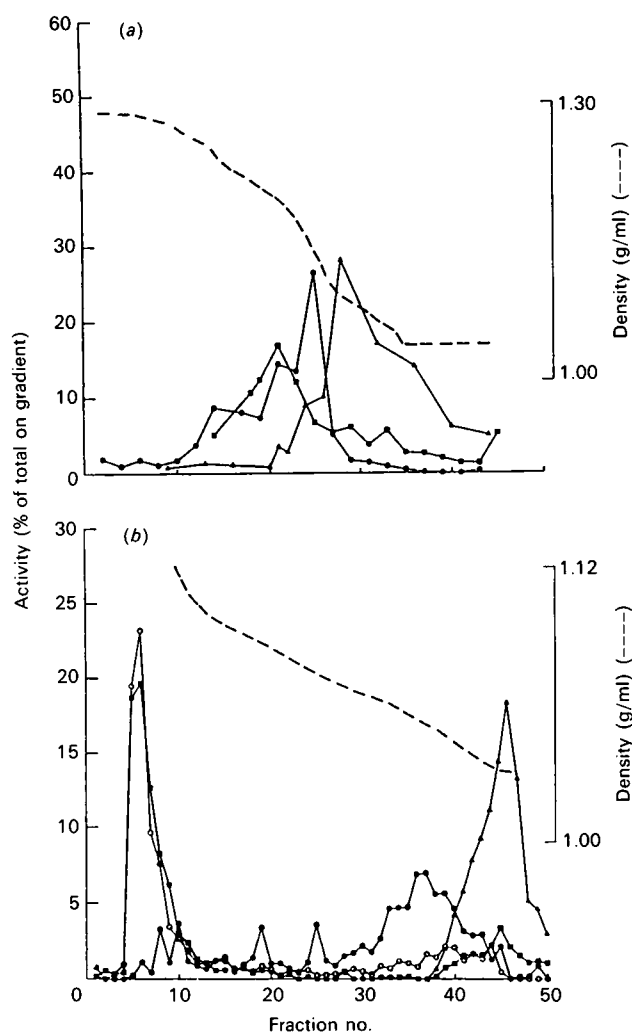 (a)
60
50
40
30
20
10
0
1.30
1.00
Density (g/ml) (----)
Activity (% of total on gradient)
(b)
30
25
20
15
10
5
1.12
1.00
Density (g/ml) (----)
0 10 20 30 40 50
Fraction no.